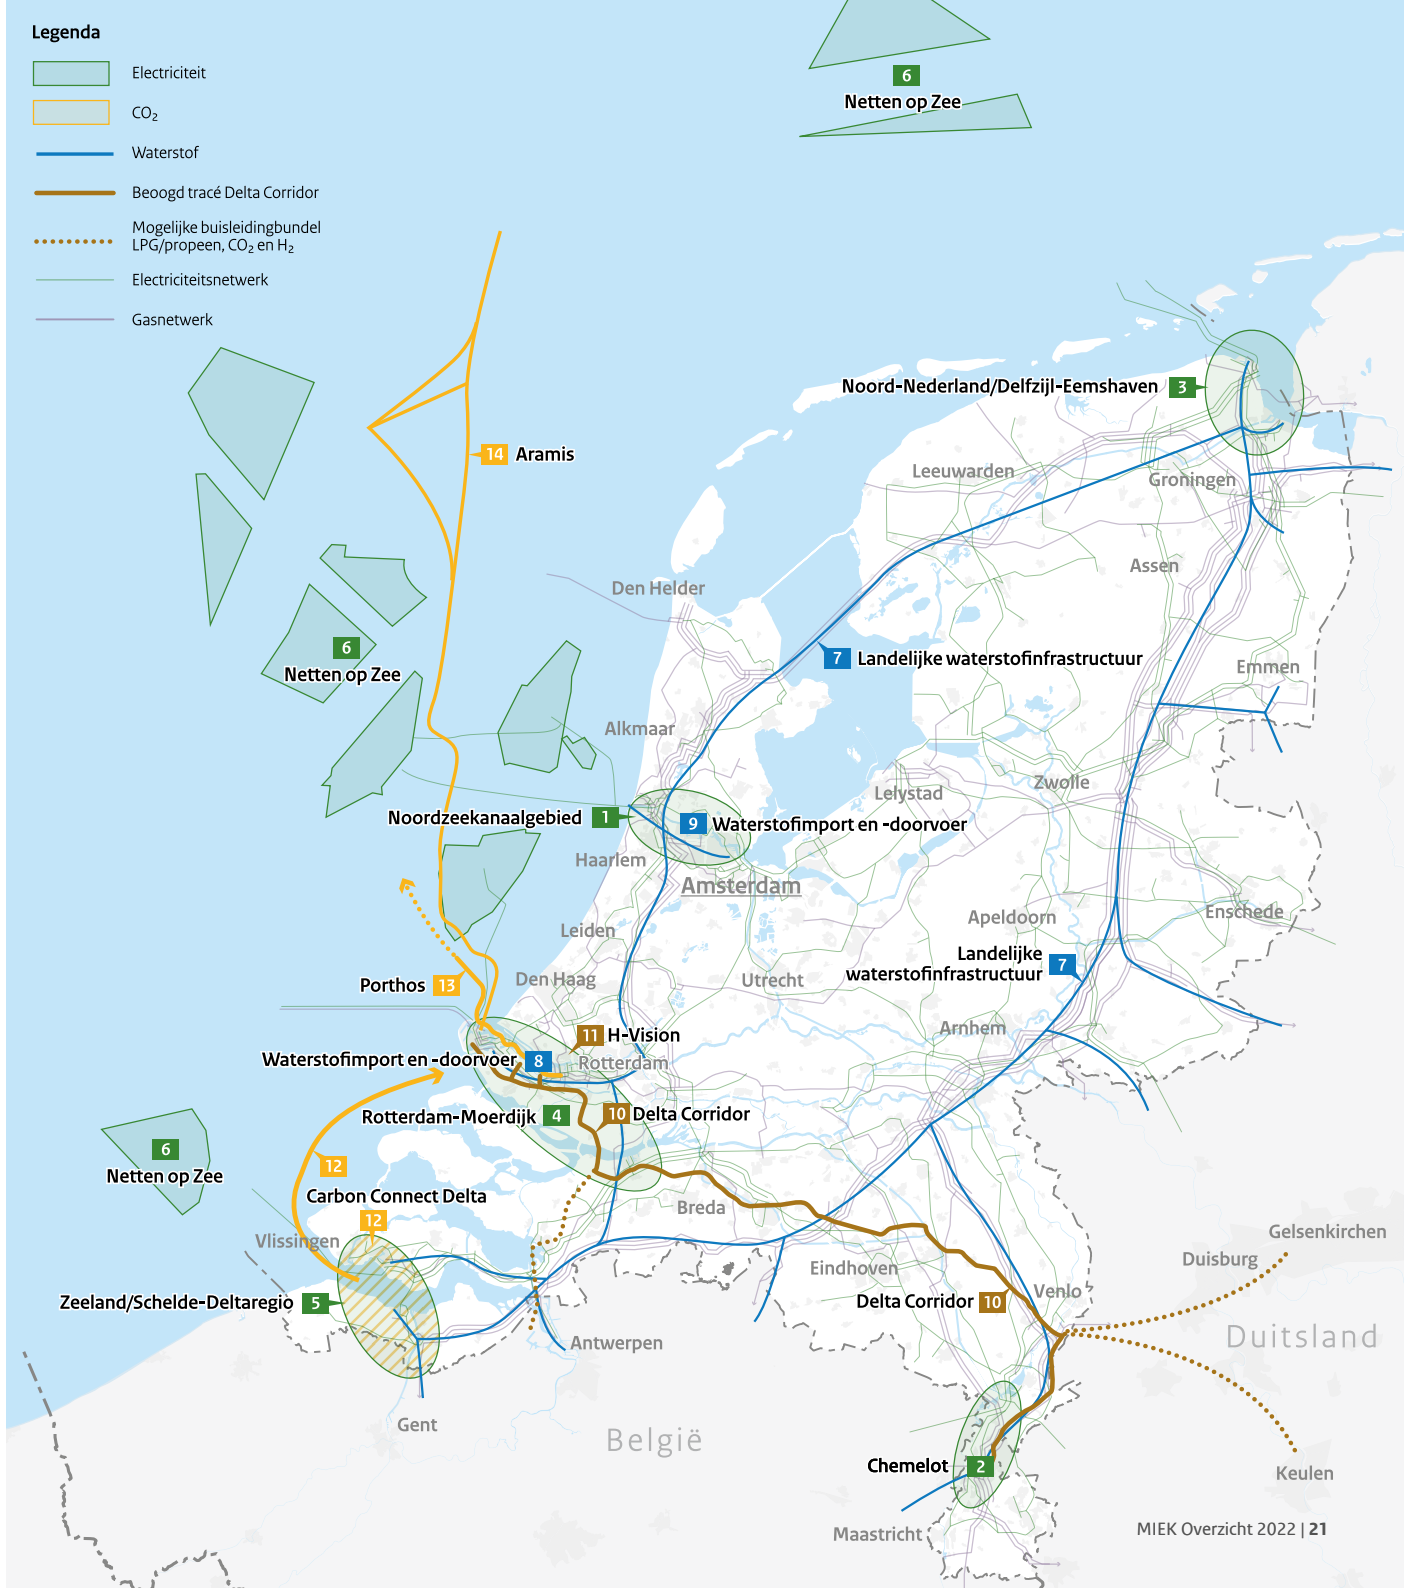 Legenda
Electriciteit
CO₂
Waterstof
Beoogd tracé Delta Corridor
Mogelijke buisleidingbundel
LPG/propeen, CO₂ en H₂
Electriciteitsnetwerk
Gasnetwerk
6
Netten op Zee
Noord-Nederland/Delfzijl-Eemshaven 3
14 Aramis
Leeuwarden
Groningen
Assen
Den Helder
6
Netten op Zee
7 Landelijke waterstofinfrastructuur
Emmen
Alkmaar
Zwolle
Lelystad
Noordzeekanaalgebied 1
9 Waterstofimport en -doorvoer
Haarlem
Amsterdam
Apeldoorn
Enschede
Leiden
Landelijke
waterstofinfrastructuur 7
Den Haag
Utrecht
Porthos 13
Arnhem
11 H-Vision
Waterstofimport en -doorvoer 8
Rotterdam
Rotterdam-Moerdijk 4
10 Delta Corridor
6
Netten op Zee
12
Carbon Connect Delta
12
Breda
Vlissingen
Gelsenkirchen
Duisburg
Eindhoven
Venlo
Zeeland/Schelde-Deltaregio 5
Delta Corridor 10
Antwerpen
Duitsland
Gent
België
Chemelot 2
Keulen
Maastricht
MIEK Overzicht 2022 | 21